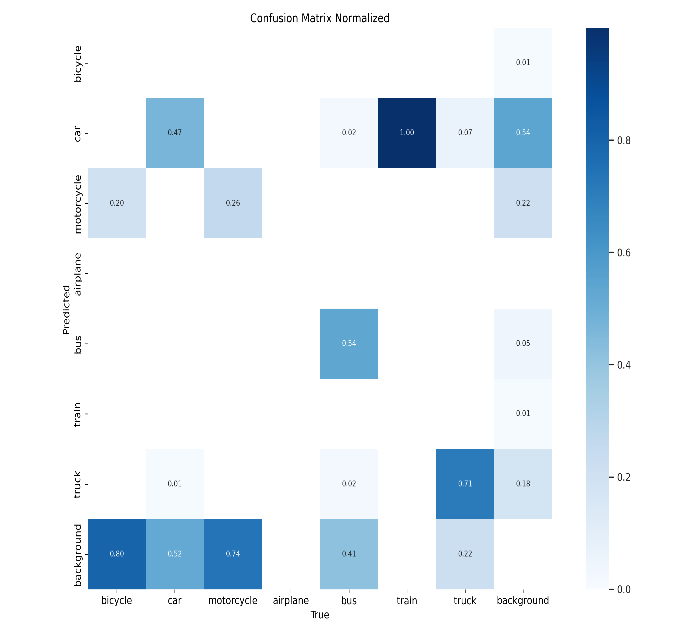 Confusion Matrix Normalized
bicycle
0.01
car
0.47
0.02
1.00
0.07
0.54
0.8
motorcycle
0.20
0.26
0.22
0.6
airplane
Predicted
bus
0.54
0.05
0.4
train
0.01
truck
0.01
0.02
0.71
0.18
0.2
background
0.80
0.52
0.74
0.41
0.22
0.0
bicycle car motorcycle airplane bus train truck background
True